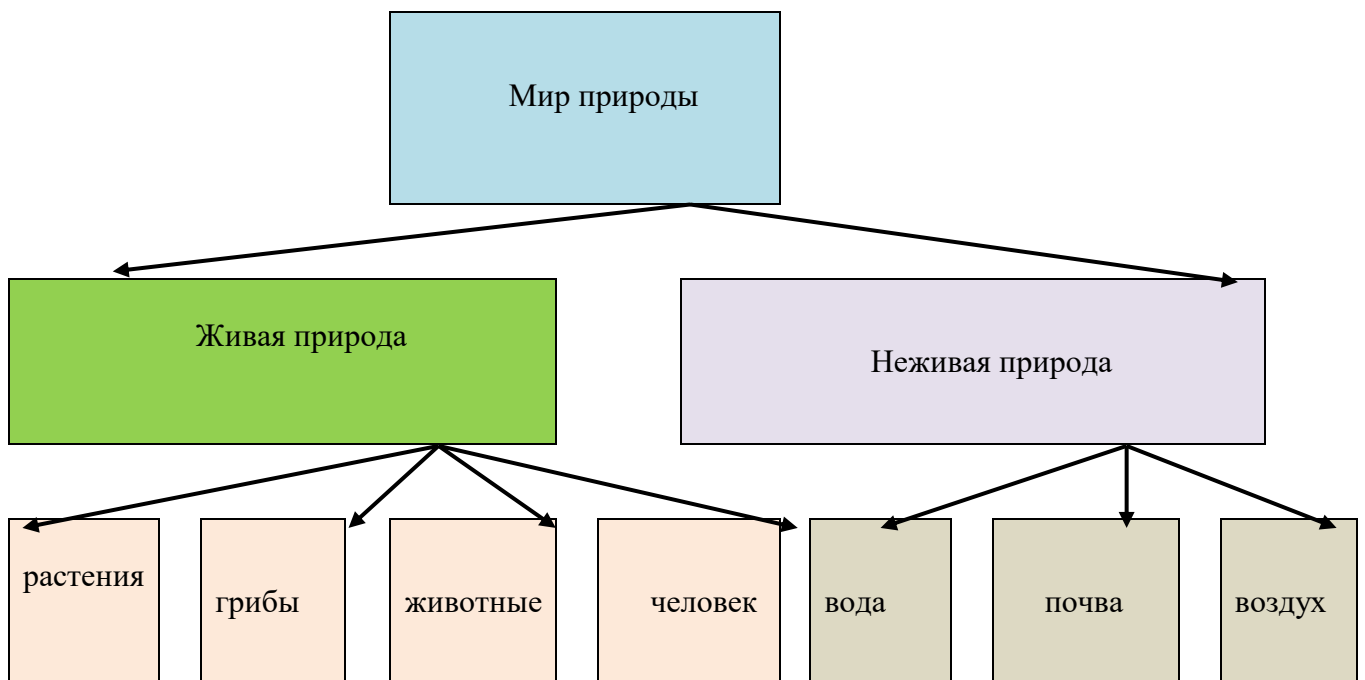 Мир природы
Живая природа
Неживая природа
растения
грибы
животные
человек
вода
почва
воздух